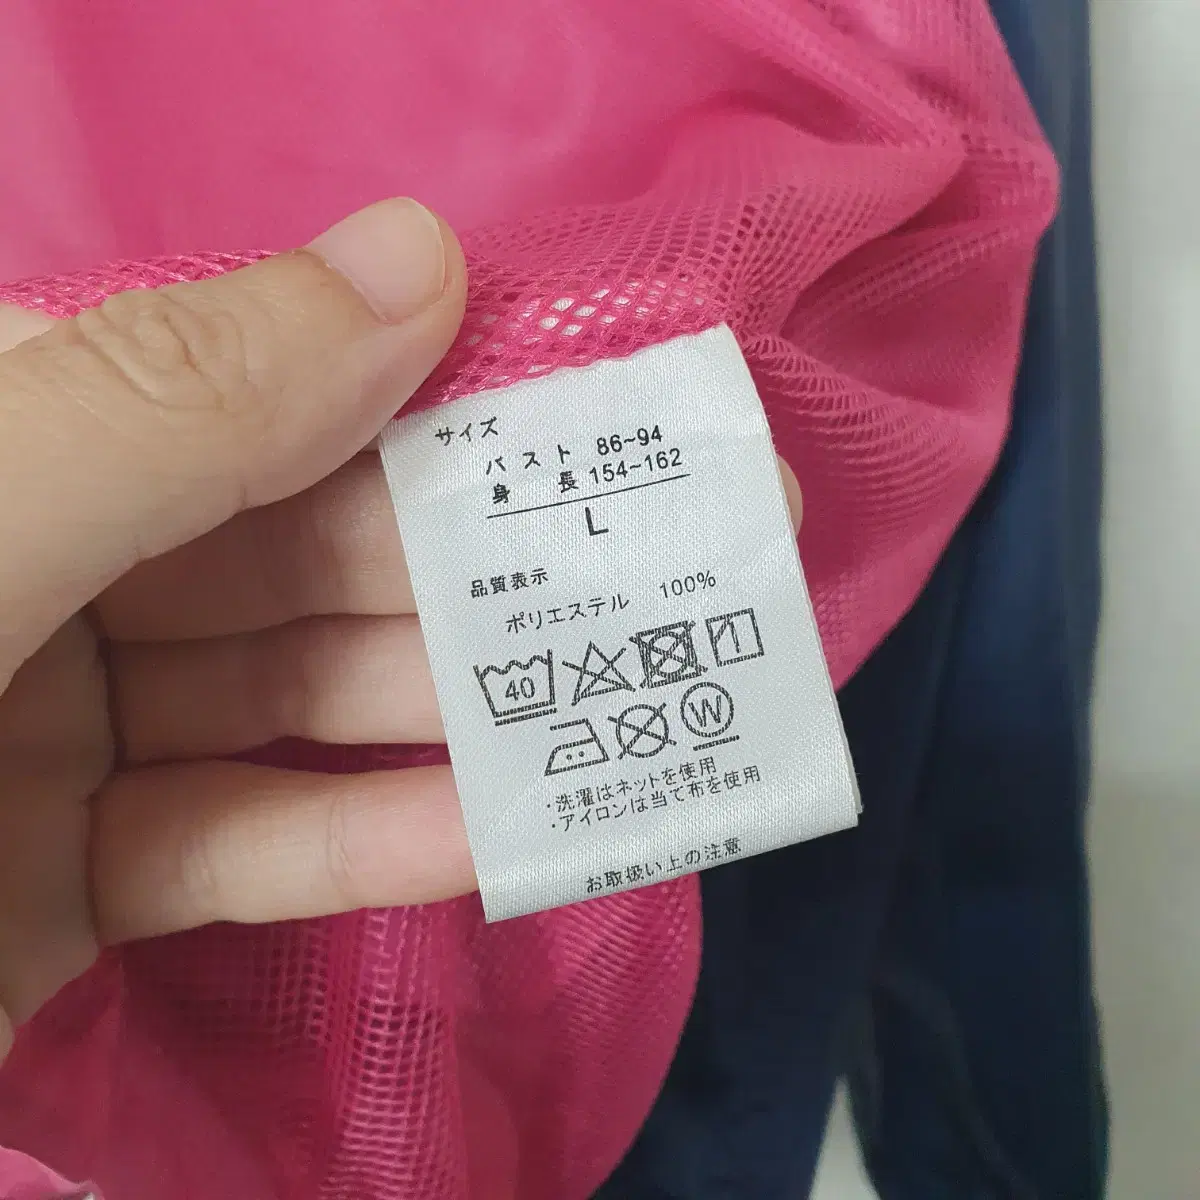 サイズ
バスト 86~94
身長 154~162
L
品質表示
ポリエステル 100%
40
W
・洗濯はネットを使用
・アイロンは当て布を使用
お取扱い上の注意